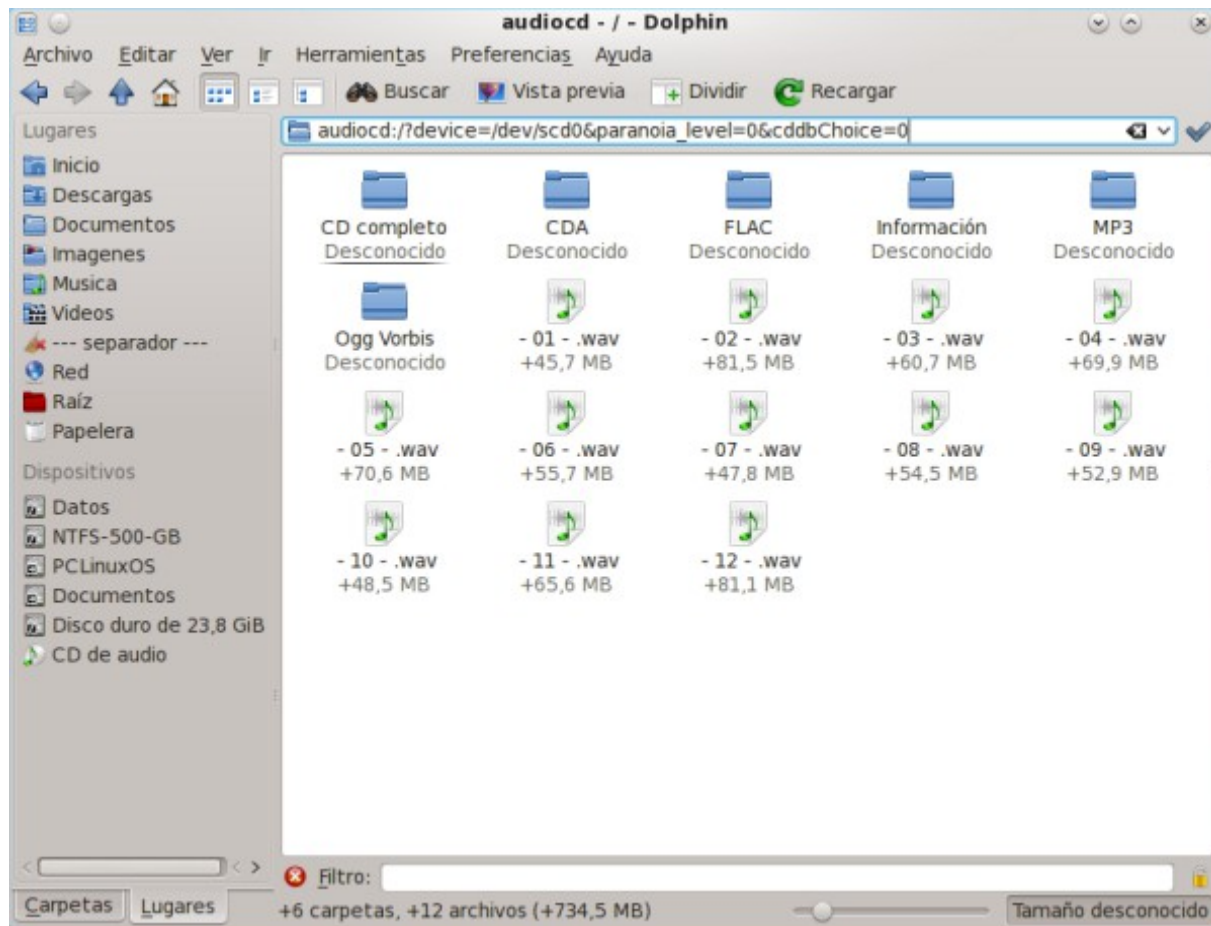 audiocd - / - Dolphin
Archivo Editar Ver Ir Herramientas Preferencias Ayuda
Buscar Vista previa Dividir Recargar
Lugares
audiocd:/?device=/dev/scd0&paranoia_level=0&cddbChoice=0
Inicio
Descargas
Documentos
Imagenes
Musica
Videos
--- separador ---
Red
Raíz
Papelera
Dispositivos
Datos
NTFS-500-GB
PCLinuxOS
Documentos
Disco duro de 23,8 GiB
CD de audio
CD completo CDA FLAC Información MP3
Desconocido Desconocido Desconocido Desconocido Desconocido
Ogg Vorbis - 01 - .wav - 02 - .wav - 03 - .wav - 04 - .wav
Desconocido +45,7 MB +81,5 MB +60,7 MB +69,9 MB
- 05 - .wav - 06 - .wav - 07 - .wav - 08 - .wav - 09 - .wav
+70,6 MB +55,7 MB +47,8 MB +54,5 MB +52,9 MB
- 10 - .wav - 11 - .wav - 12 - .wav
+48,5 MB +65,6 MB +81,1 MB
Filtro:
Carpetas Lugares
+6 carpetas, +12 archivos (+734,5 MB) Tamaño desconocido